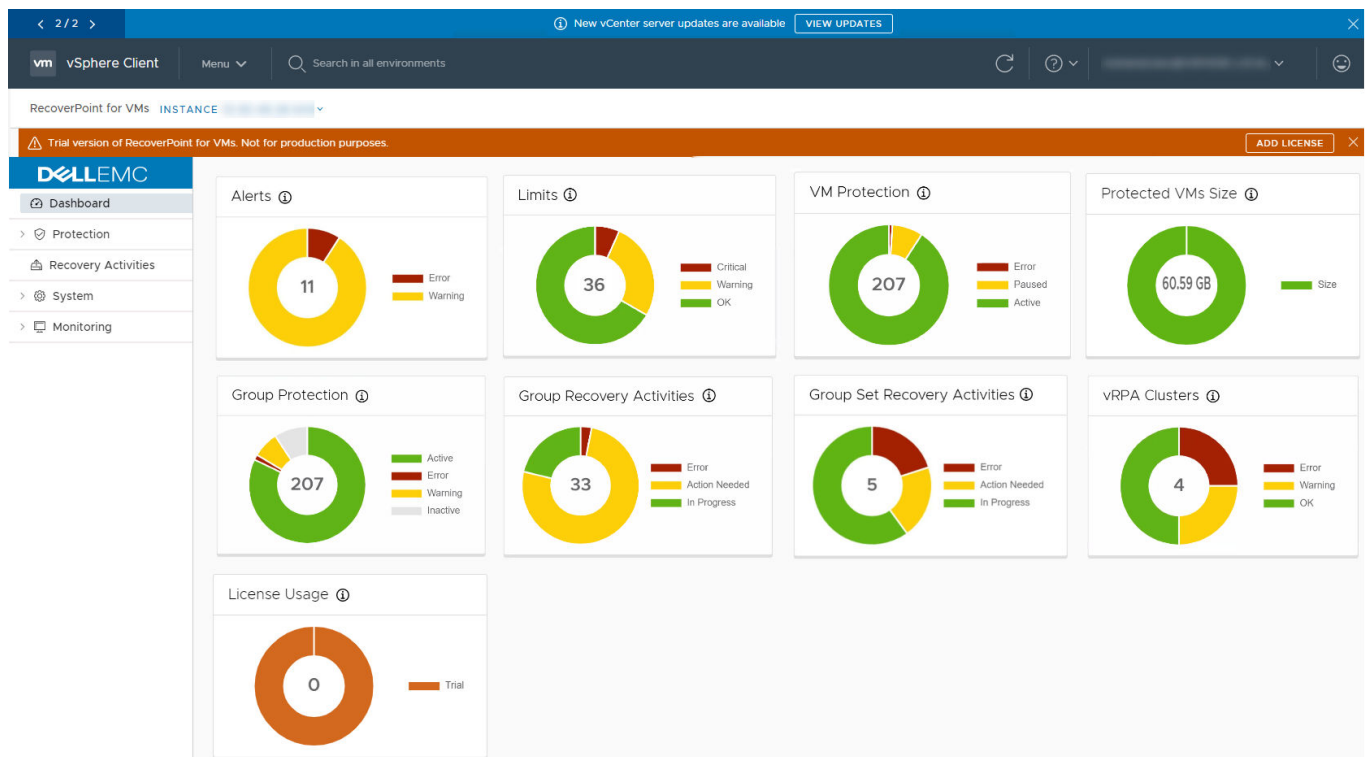 2/2
New vCenter server updates are available VIEW UPDATES
vm vSphere Client Menu Search in all environments
RecoverPoint for VMs INSTANCE
Trial version of RecoverPoint for VMs. Not for production purposes. ADD LICENSE
DELLEMC
Dashboard
Protection
Recovery Activities
System
Monitoring
Alerts
11
Error
Warning
Limits
36
Critical
Warning
OK
VM Protection
207
Error
Paused
Active
Protected VMs Size
60.59 GB
Size
Group Protection
207
Active
Error
Warning
Inactive
Group Recovery Activities
33
Error
Action Needed
In Progress
Group Set Recovery Activities
5
Error
Action Needed
In Progress
vRPA Clusters
4
Error
Warning
OK
License Usage
0
Trial